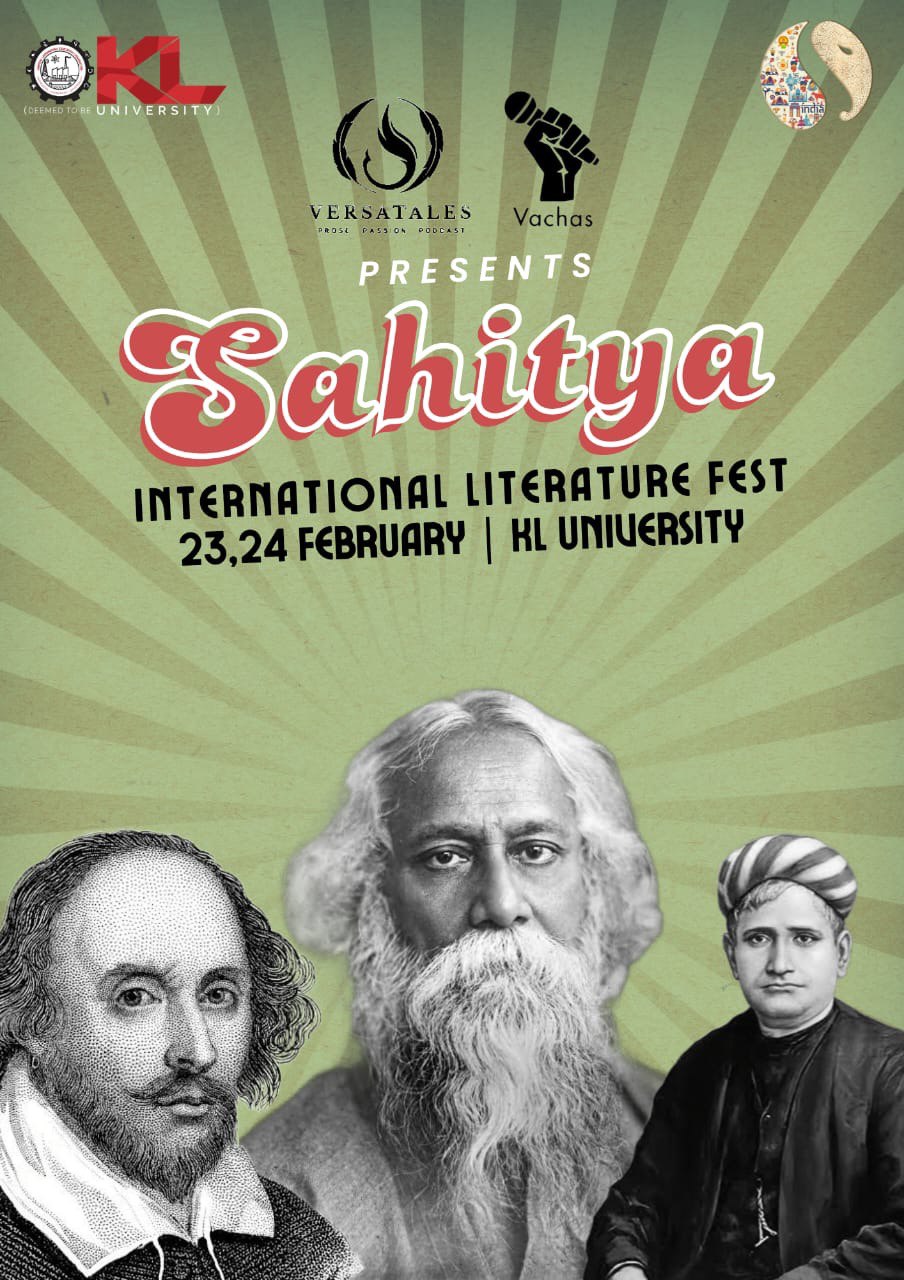 KL
(DEEMED TO BE UNIVERSITY)
india
VERSATALES
PROSE PASSION PODCAST
Vachas
PRESENTS
Sahitya
INTERNATIONAL LITERATURE FEST
23,24 FEBRUARY | KL UNIVERSITY